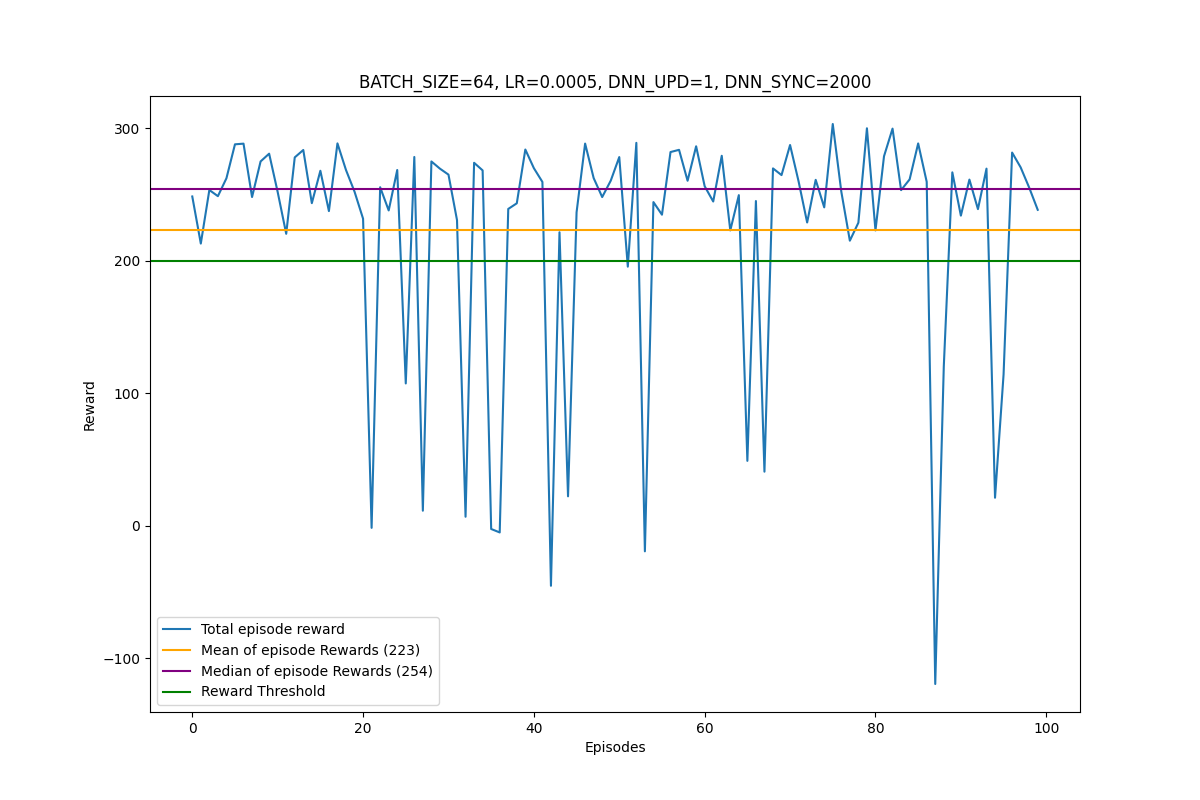 BATCH_SIZE=64, LR=0.0005, DNN_UPD=1, DNN_SYNC=2000
300
200
100
0
−100
Reward
Total episode reward
Mean of episode Rewards (223)
Median of episode Rewards (254)
Reward Threshold
0 20 40 60 80 100
Episodes